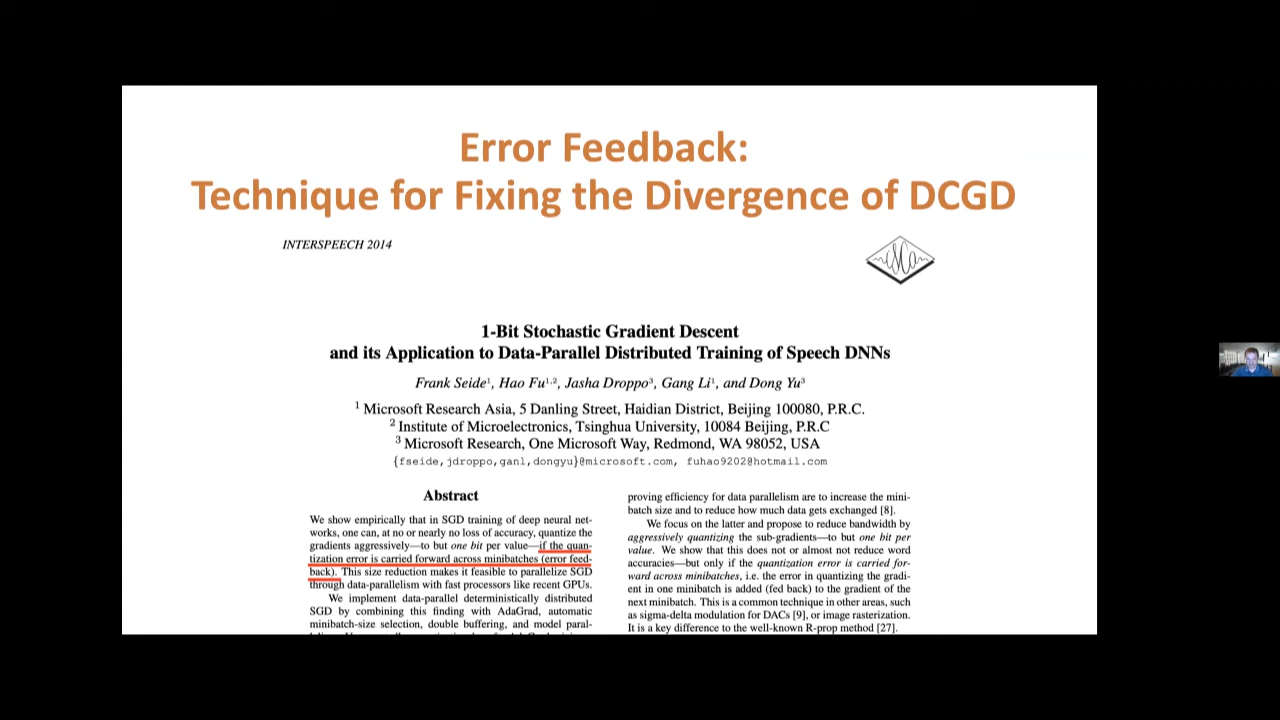 Error Feedback:
Technique for Fixing the Divergence of DCGD
INTERSPEECH 2014
1-Bit Stochastic Gradient Descent
and its Application to Data-Parallel Distributed Training of Speech DNNs
Frank Seide¹, Hao Fu¹,², Jasha Droppo³, Gang Li¹, and Dong Yu³
¹ Microsoft Research Asia, 5 Danling Street, Haidian District, Beijing 100080, P.R.C.
² Institute of Microelectronics, Tsinghua University, 10084 Beijing, P.R.C
³ Microsoft Research, One Microsoft Way, Redmond, WA 98052, USA
{fseide,jdroppo,ganl,dongyu}@microsoft.com, fuhao9202@hotmail.com
Abstract
We show empirically that in SGD training of deep neural net-
works, one can, at no or nearly no loss of accuracy, quantize the
gradients aggressively—to but one bit per value—if the quan-
tization error is carried forward across minibatches (error feed-
back). This size reduction makes it feasible to parallelize SGD
through data-parallelism with fast processors like recent GPUs.
We implement data-parallel deterministically distributed
SGD by combining this finding with AdaGrad, automatic
minibatch-size selection, double buffering, and model paral-
proving efficiency for data parallelism are to increase the mini-
batch size and to reduce how much data gets exchanged [8].
We focus on the latter and propose to reduce bandwidth by
aggressively quantizing the sub-gradients—to but one bit per
value. We show that this does not or almost not reduce word
accuracies—but only if the quantization error is carried for-
ward across minibatches, i.e. the error in quantizing the gradi-
ent in one minibatch is added (fed back) to the gradient of the
next minibatch. This is a common technique in other areas, such
as sigma-delta modulation for DACs [9], or image rasterization.
It is a key difference to the well-known R-prop method [27].